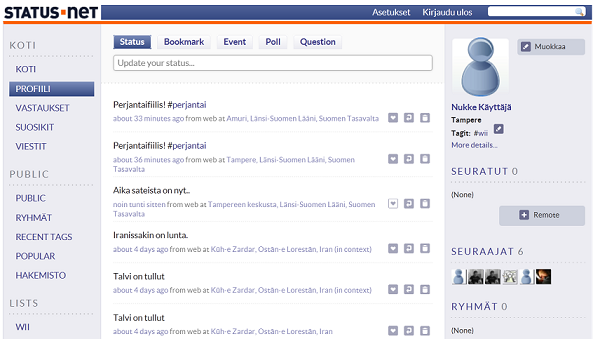 STATUS•NET
Asetukset Kirjaudu ulos
KOTI
KOTI
PROFIILI
VASTAUKSET
SUOSIKIT
VIESTIT
PUBLIC
PUBLIC
RYHMÄT
RECENT TAGS
POPULAR
HAKEMISTO
LISTS
WII
Status Bookmark Event Poll Question
Update your status...
Perjantaifiilis! #perjantai
about 33 minutes ago from web at Amuri, Länsi-Suomen Lääni, Suomen Tasavalta
Perjantaifiilis! #perjantai
about 36 minutes ago from web at Tampere, Länsi-Suomen Lääni, Suomen
Tasavalta
Aika sateista on nyt..
noin tunti sitten from web at Tampereen keskusta, Länsi-Suomen Lääni, Suomen
Tasavalta
Iranissakin on lunta.
about 4 days ago from web at Kūh-e Zardar, Ostān-e Lorestān, Iran (in context)
Talvi on tullut
about 4 days ago from web at Kūh-e Zardar, Ostān-e Lorestān, Iran (in context)
Talvi on tullut
about 4 days ago from web at Kūh-e Zardar, Ostān-e Lorestān, Iran
Muokkaa
Nukke Käyttäjä
Tampere
Tagit: #wii
More details...
SEURATUT 0
(None)
Remote
SEURAAJAT 6
RYHMÄT 0
(None)